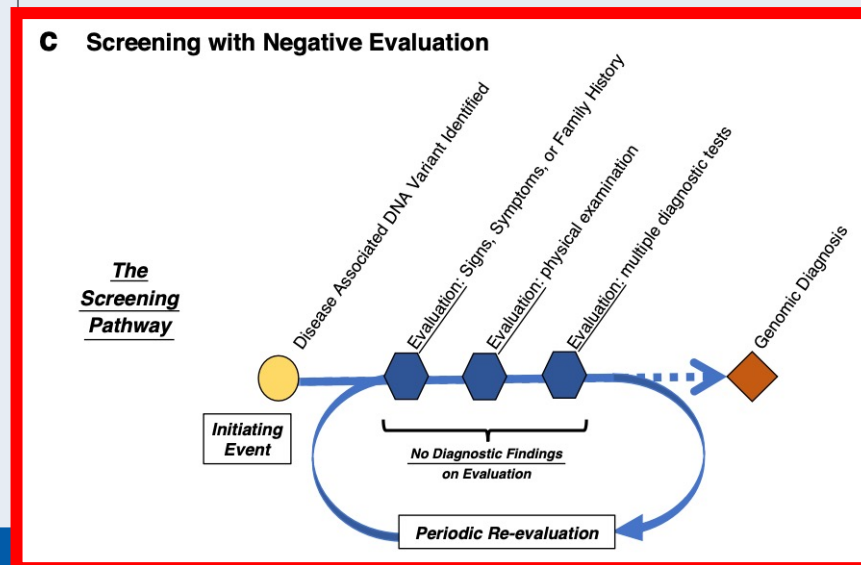 C Screening with Negative Evaluation
Disease Associated DNA Variant Identified
Evaluation: Signs, Symptoms, or Family History
Evaluation: physical examination
Evaluation: multiple diagnostic tests
Genomic Diagnosis
The
Screening
Pathway
Initiating
Event
No Diagnostic Findings
on Evaluation
Periodic Re-evaluation